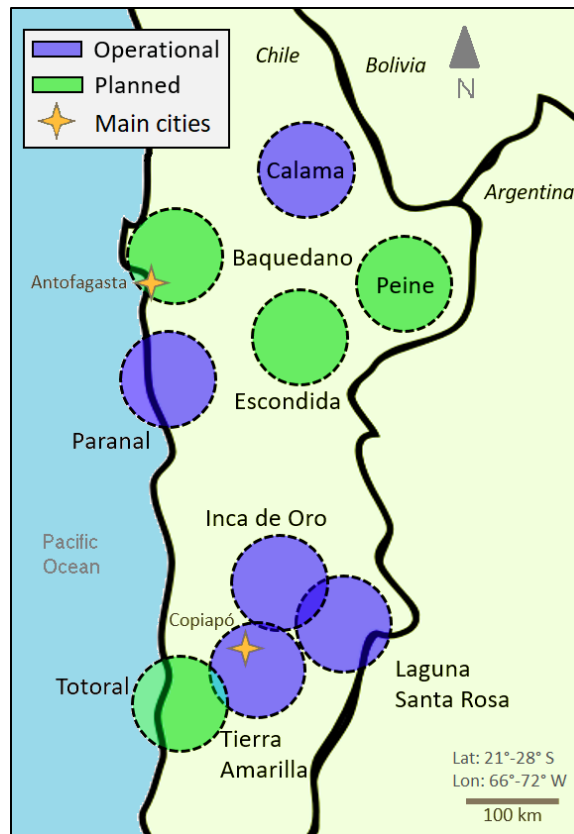 Operational
Planned
Main cities
Chile
Bolivia
N
Argentina
Calama
Baquedano
Antofagasta
Peine
Escondida
Paranal
Inca de Oro
Pacific
Ocean
Copiapó
Totoral
Laguna
Santa Rosa
Tierra
Amarilla
Lat: 21°-28° S
Lon: 66°-72° W
100 km